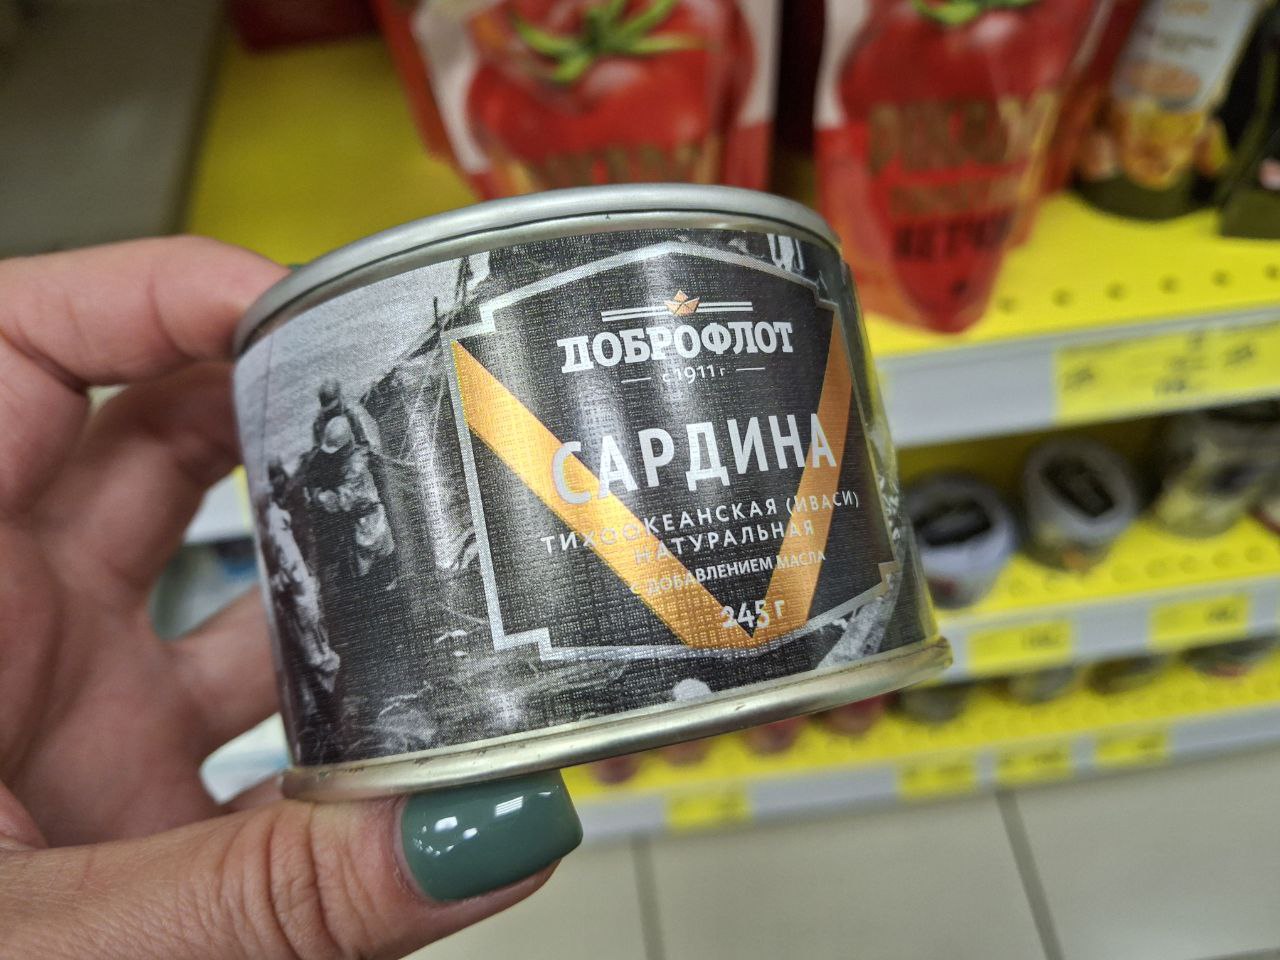 ДОБРОФЛОТ
с 1911 г
САРДИНА
ТИХООКЕАНСКАЯ (ИВАСИ)
НАТУРАЛЬНАЯ
С ДОБАВЛЕНИЕМ МАСЛА
245 г